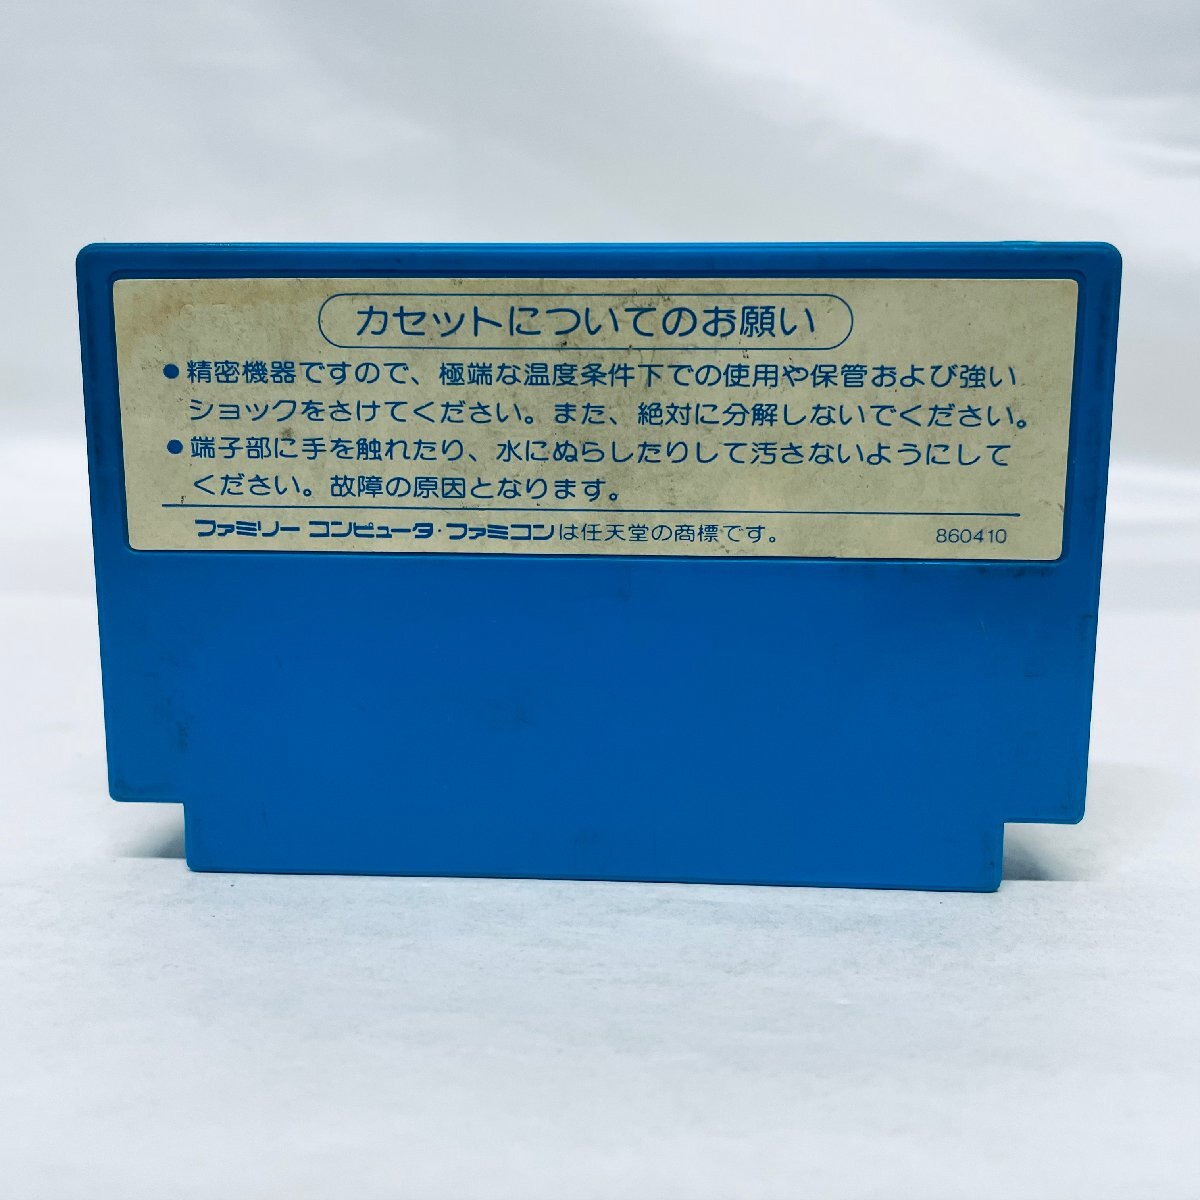 カセットについてのお願い
●精密機器ですので、極端な温度条件下での使用や保管および強い
ショックをさけてください。また、絶対に分解しないでください。
●端子部に手を触れたり、水にぬらしたりして汚さないようにして
ください。故障の原因となります。
ファミリー コンピュータ・ファミコンは任天堂の商標です。 860410